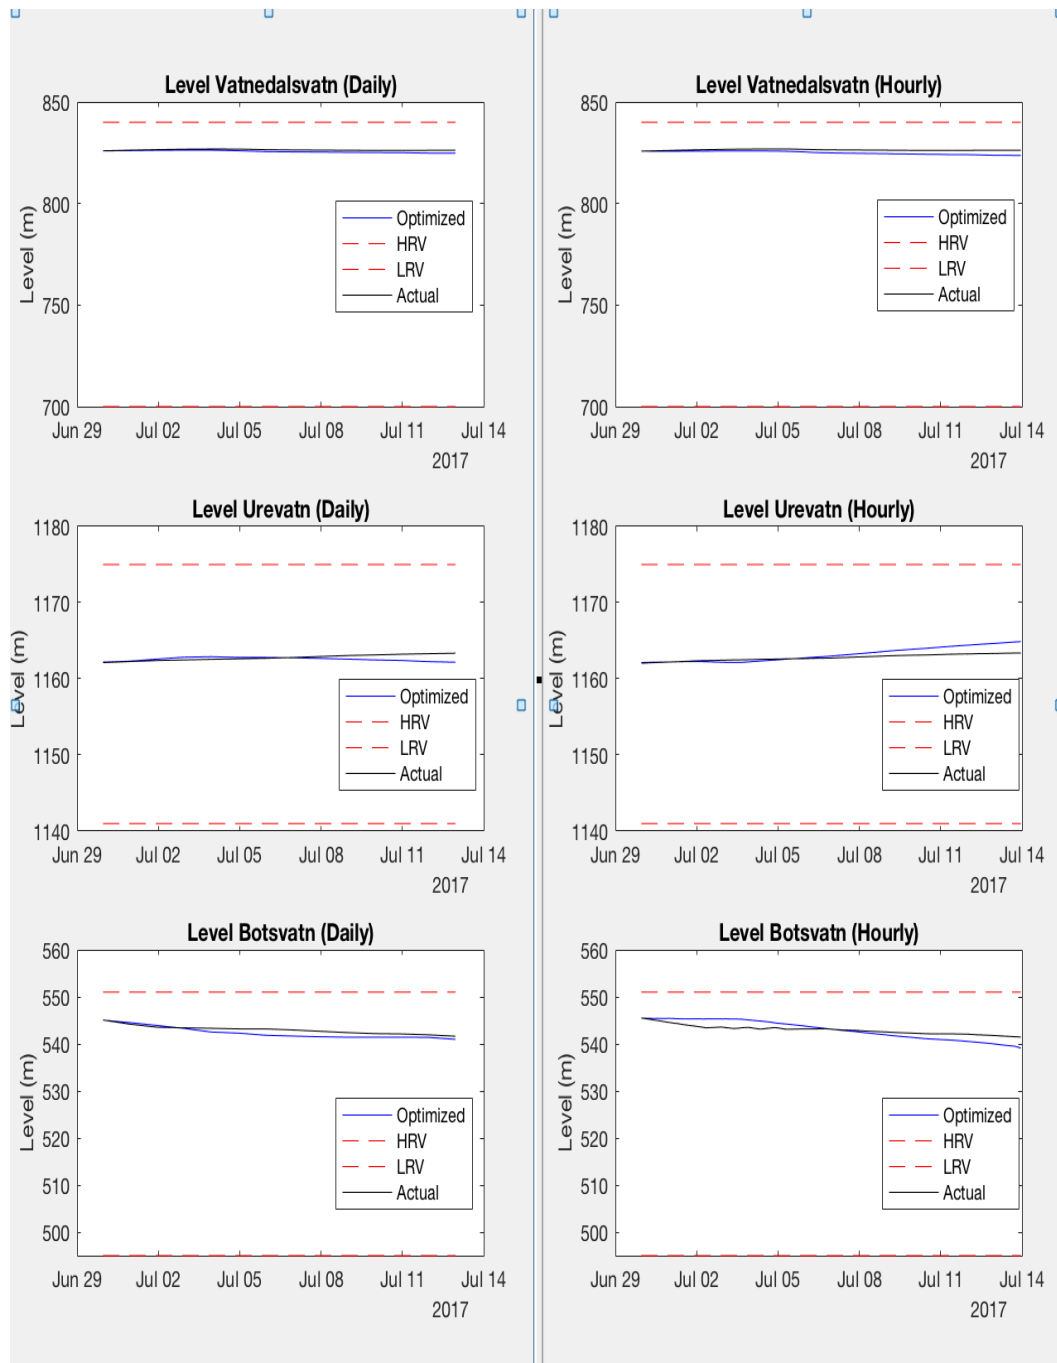 Level Vatnedalsvatn (Daily)
850
800
750
700
Level (m)
Optimized
HRV
LRV
Actual
Jun 29 Jul 02 Jul 05 Jul 08 Jul 11 Jul 14
2017
Level Vatnedalsvatn (Hourly)
850
800
750
700
Level (m)
Optimized
HRV
LRV
Actual
Jun 29 Jul 02 Jul 05 Jul 08 Jul 11 Jul 14
2017
Level Urevatn (Daily)
1180
1170
1160
1150
1140
Level (m)
Optimized
HRV
LRV
Actual
Jun 29 Jul 02 Jul 05 Jul 08 Jul 11 Jul 14
2017
Level Urevatn (Hourly)
1180
1170
1160
1150
1140
Level (m)
Optimized
HRV
LRV
Actual
Jun 29 Jul 02 Jul 05 Jul 08 Jul 11 Jul 14
2017
Level Botsvatn (Daily)
560
550
540
530
520
510
500
Level (m)
Optimized
HRV
LRV
Actual
Jun 29 Jul 02 Jul 05 Jul 08 Jul 11 Jul 14
2017
Level Botsvatn (Hourly)
560
550
540
530
520
510
500
Level (m)
Optimized
HRV
LRV
Actual
Jun 29 Jul 02 Jul 05 Jul 08 Jul 11 Jul 14
2017